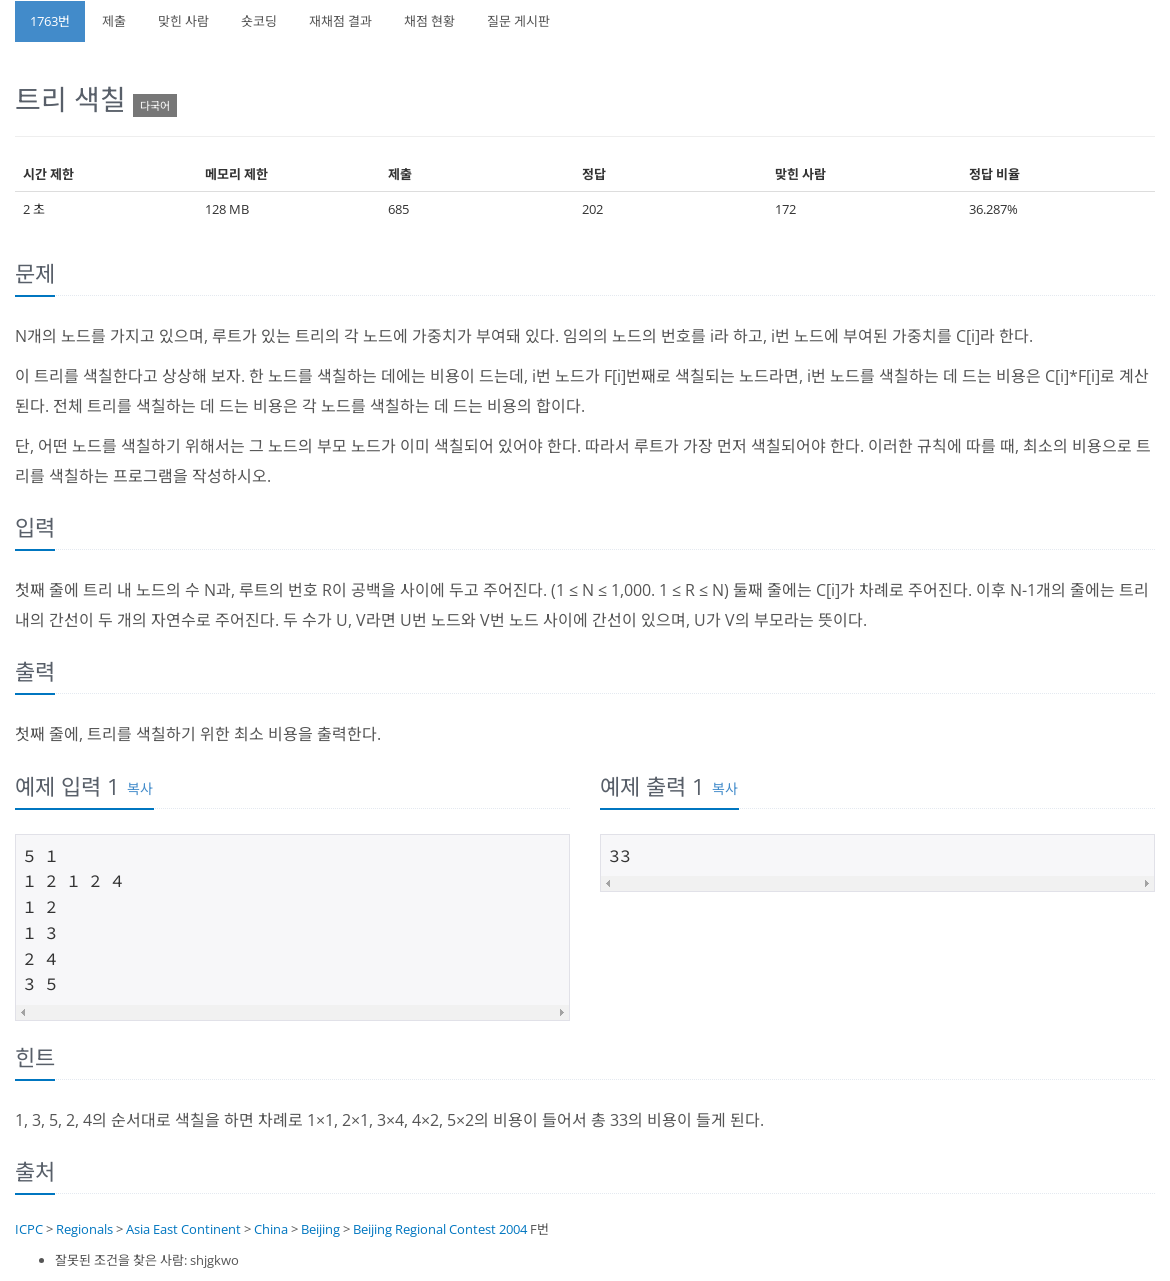 1763번 제출 맞힌 사람 숏코딩 재채점 결과 채점 현황 질문 게시판
트리 색칠 다국어
시간 제한 메모리 제한 제출 정답 맞힌 사람 정답 비율
2 초 128 MB 685 202 172 36.287%
문제
N개의 노드를 가지고 있으며, 루트가 있는 트리의 각 노드에 가중치가 부여돼 있다. 임의의 노드의 번호를 i라 하고, i번 노드에 부여된 가중치를 C[i]라 한다.
이 트리를 색칠한다고 상상해 보자. 한 노드를 색칠하는 데에는 비용이 드는데, i번 노드가 F[i]번째로 색칠되는 노드라면, i번 노드를 색칠하는 데 드는 비용은 C[i]*F[i]로 계산
된다. 전체 트리를 색칠하는 데 드는 비용은 각 노드를 색칠하는 데 드는 비용의 합이다.
단, 어떤 노드를 색칠하기 위해서는 그 노드의 부모 노드가 이미 색칠되어 있어야 한다. 따라서 루트가 가장 먼저 색칠되어야 한다. 이러한 규칙에 따를 때, 최소의 비용으로 트
리를 색칠하는 프로그램을 작성하시오.
입력
첫째 줄에 트리 내 노드의 수 N과, 루트의 번호 R이 공백을 사이에 두고 주어진다. (1 ≤ N ≤ 1,000. 1 ≤ R ≤ N) 둘째 줄에는 C[i]가 차례로 주어진다. 이후 N-1개의 줄에는 트리
내의 간선이 두 개의 자연수로 주어진다. 두 수가 U, V라면 U번 노드와 V번 노드 사이에 간선이 있으며, U가 V의 부모라는 뜻이다.
출력
첫째 줄에, 트리를 색칠하기 위한 최소 비용을 출력한다.
예제 입력 1 복사
5 1
1 2 1 2 4
1 2
1 3
2 4
3 5
예제 출력 1 복사
33
힌트
1, 3, 5, 2, 4의 순서대로 색칠을 하면 차례로 1×1, 2×1, 3×4, 4×2, 5×2의 비용이 들어서 총 33의 비용이 들게 된다.
출처
ICPC > Regionals > Asia East Continent > China > Beijing > Beijing Regional Contest 2004 F번
잘못된 조건을 찾은 사람: shjgkwo